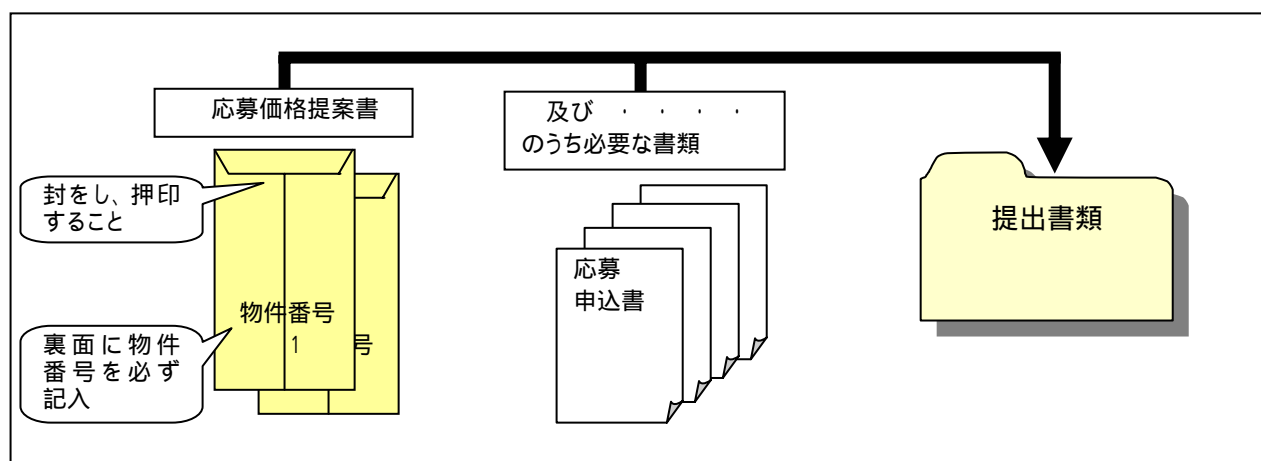 応募価格提案書
及び ・ ・ ・ ・
のうち必要な書類
封をし、押印
すること
物件番号
1
号
裏面に物件
番号を必ず
記入
応募
申込書
提出書類